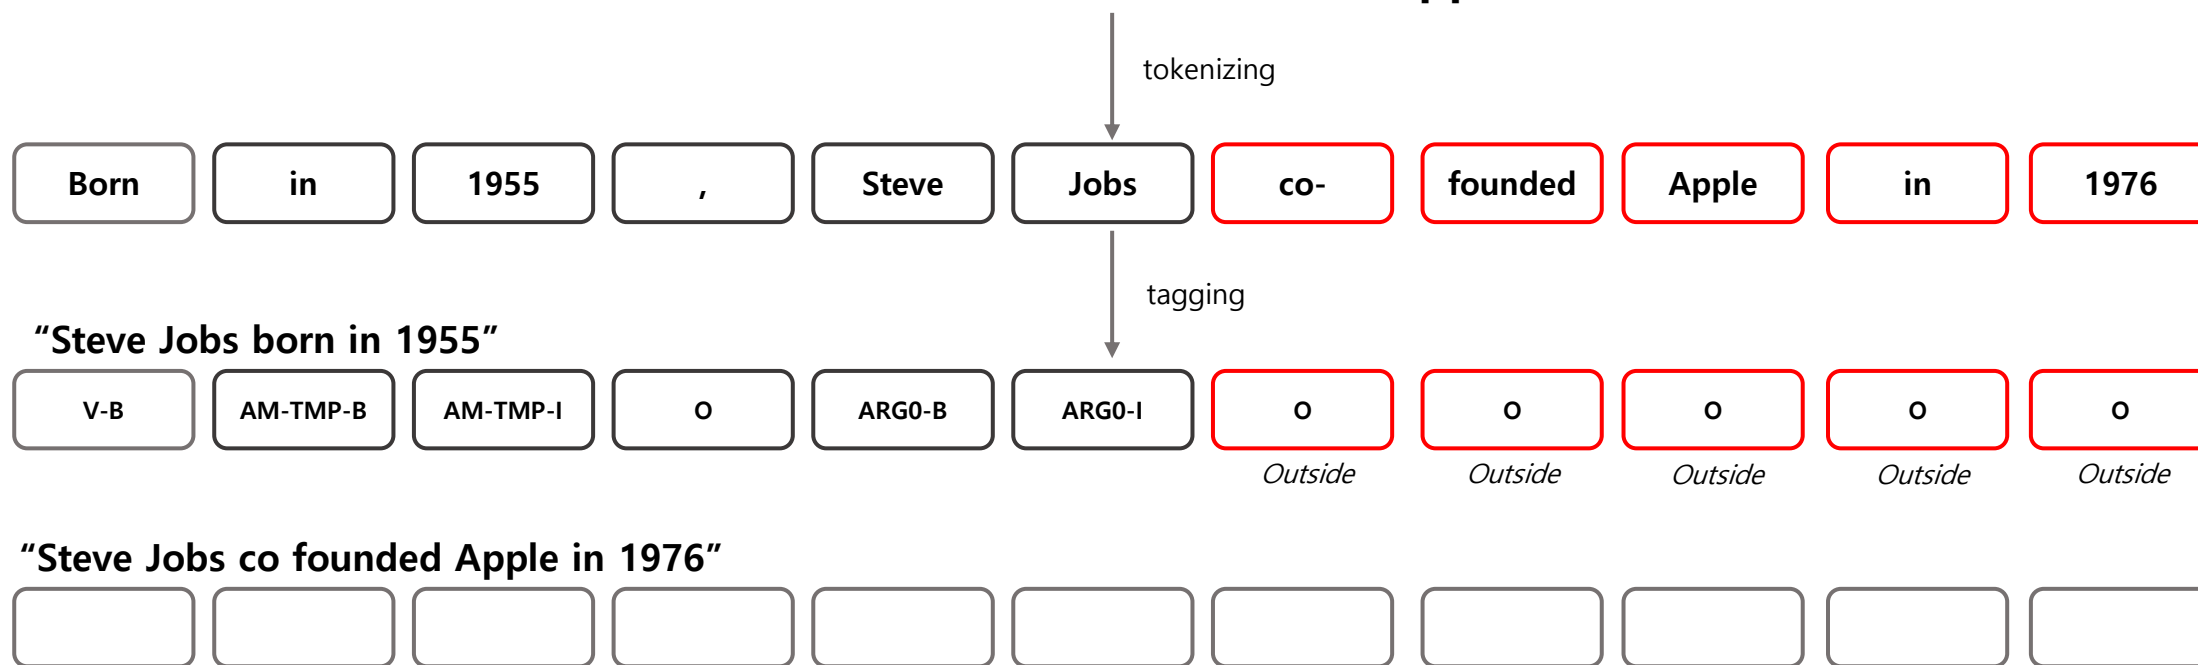 tokenizing
Born in 1955 , Steve Jobs co- founded Apple in 1976
tagging
“Steve Jobs born in 1955”
V-B AM-TMP-B AM-TMP-I O ARG0-B ARG0-I O O O O O
Outside Outside Outside Outside Outside
“Steve Jobs co founded Apple in 1976”